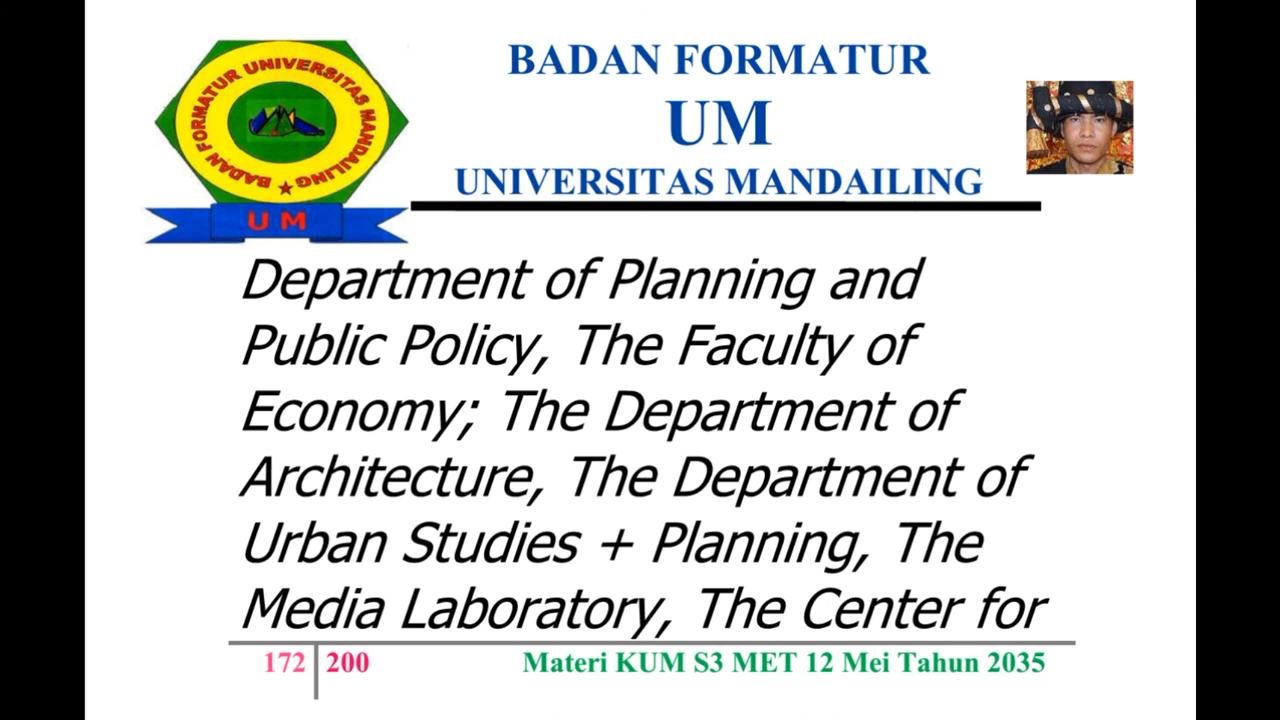 BADAN FORMATUR UNIVERSITAS MANDAILING
U M
BADAN FORMATUR
UM
UNIVERSITAS MANDAILING
Department of Planning and
Public Policy, The Faculty of
Economy; The Department of
Architecture, The Department of
Urban Studies + Planning, The
Media Laboratory, The Center for
172 200 Materi KUM S3 MET 12 Mei Tahun 2035